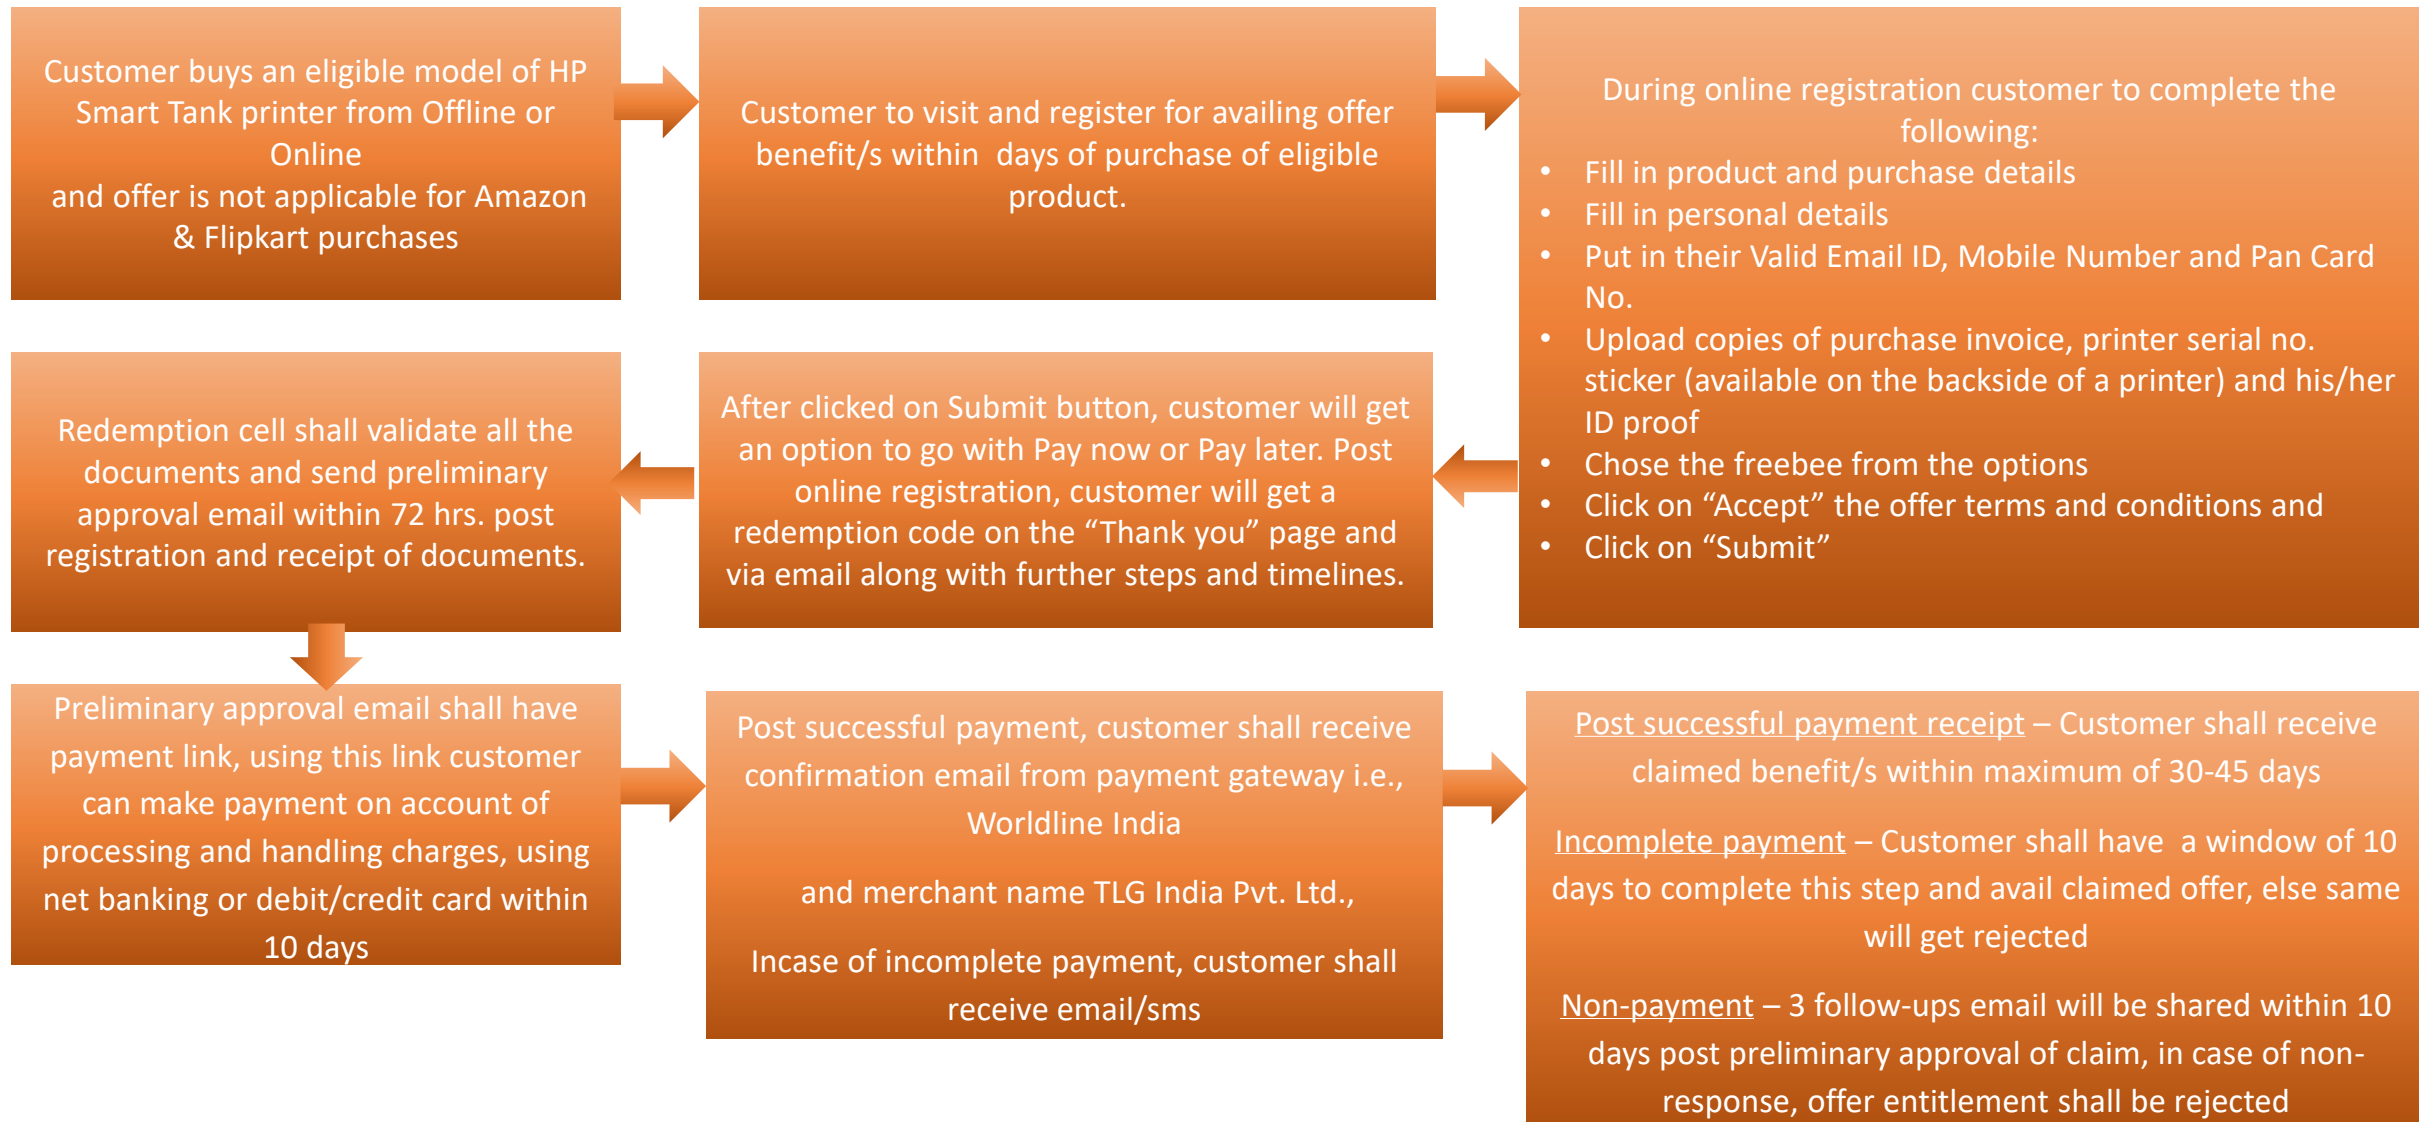 Customer buys an eligible model of HP
Smart Tank printer from Offline or
Online
and offer is not applicable for Amazon
& Flipkart purchases
Customer to visit and register for availing offer
benefit/s within  days of purchase of eligible
product.
During online registration customer to complete the
following:
• Fill in product and purchase details
• Fill in personal details
• Put in their Valid Email ID, Mobile Number and Pan Card
No.
• Upload copies of purchase invoice, printer serial no.
sticker (available on the backside of a printer) and his/her
ID proof
• Chose the freebee from the options
• Click on “Accept” the offer terms and conditions and
• Click on “Submit”
After clicked on Submit button, customer will get
an option to go with Pay now or Pay later. Post
online registration, customer will get a
redemption code on the “Thank you” page and
via email along with further steps and timelines.
Redemption cell shall validate all the
documents and send preliminary
approval email within 72 hrs. post
registration and receipt of documents.
Preliminary approval email shall have
payment link, using this link customer
can make payment on account of
processing and handling charges, using
net banking or debit/credit card within
10 days
Post successful payment, customer shall receive
confirmation email from payment gateway i.e.,
Worldline India
and merchant name TLG India Pvt. Ltd.,
Incase of incomplete payment, customer shall
receive email/sms
Post successful payment receipt – Customer shall receive
claimed benefit/s within maximum of 30-45 days
Incomplete payment – Customer shall have  a window of 10
days to complete this step and avail claimed offer, else same
will get rejected
Non-payment – 3 follow-ups email will be shared within 10
days post preliminary approval of claim, in case of non-
response, offer entitlement shall be rejected